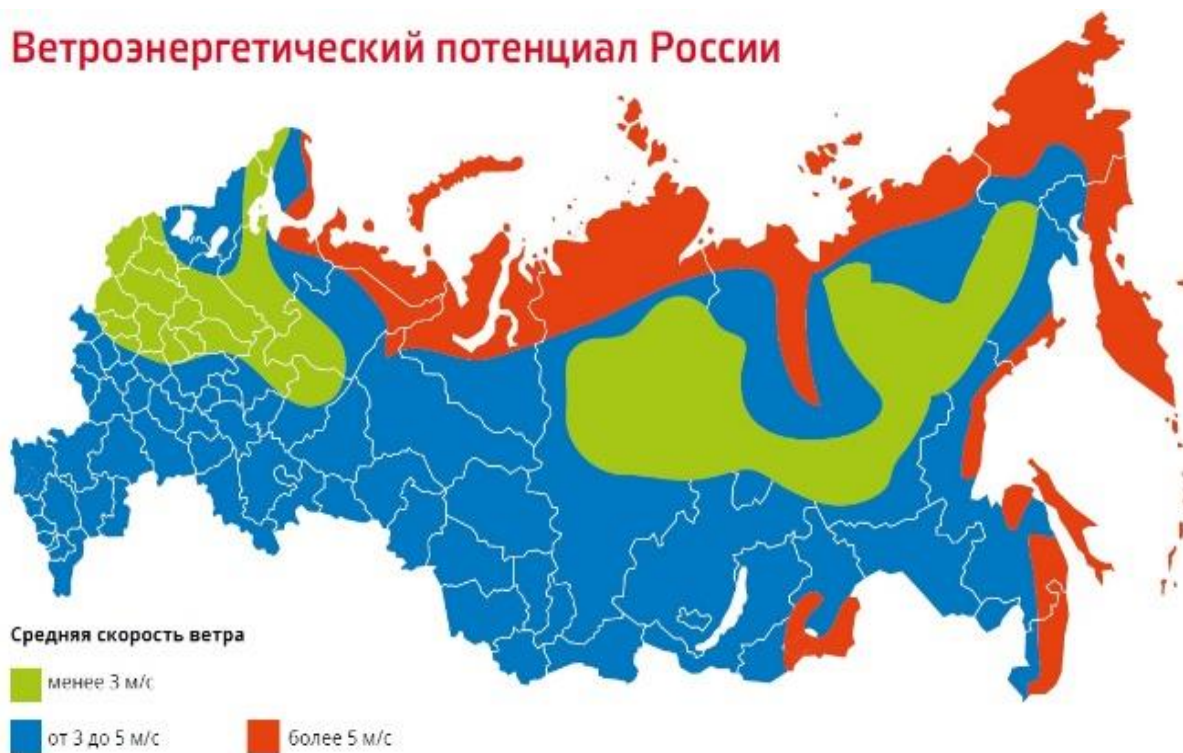 Ветроэнергетический потенциал России
Средняя скорость ветра
менее 3 м/с
от 3 до 5 м/с
более 5 м/с